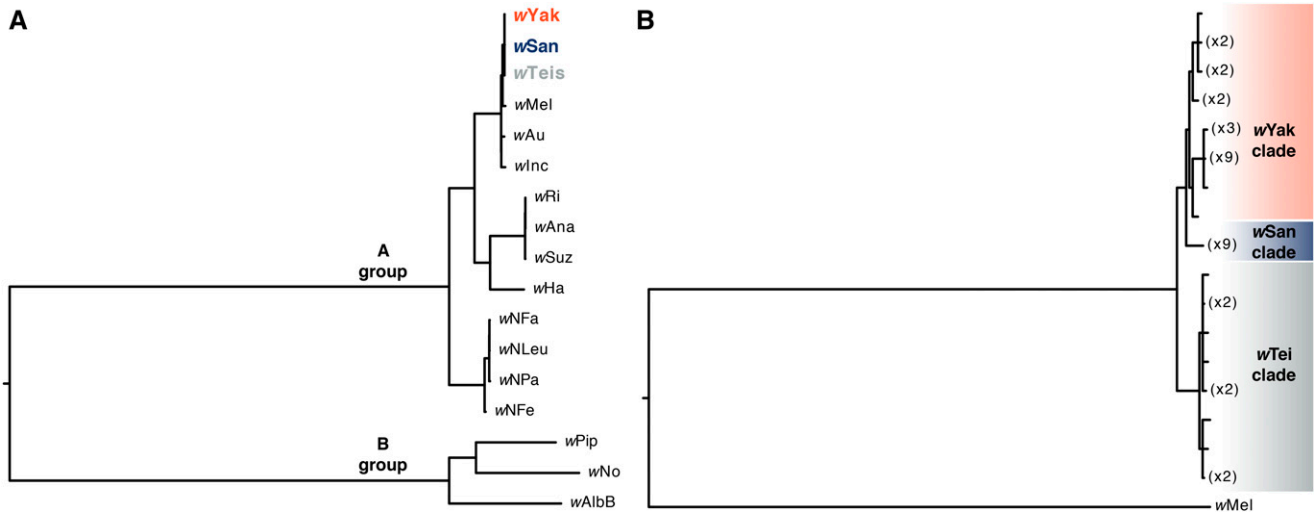 A
wYak
wSan
wTeis
wMel
wAu
wInc
wRi
wAna
wSuz
wHa
wNFa
wNLeu
wNPa
wNFe
wPip
wNo
wAlbB
A
group
B
group
B
(x2)
(x2)
(x2)
(x3)
(x9)
wYak
clade
(x9)
wSan
clade
(x2)
(x2)
(x2)
wTei
clade
wMel